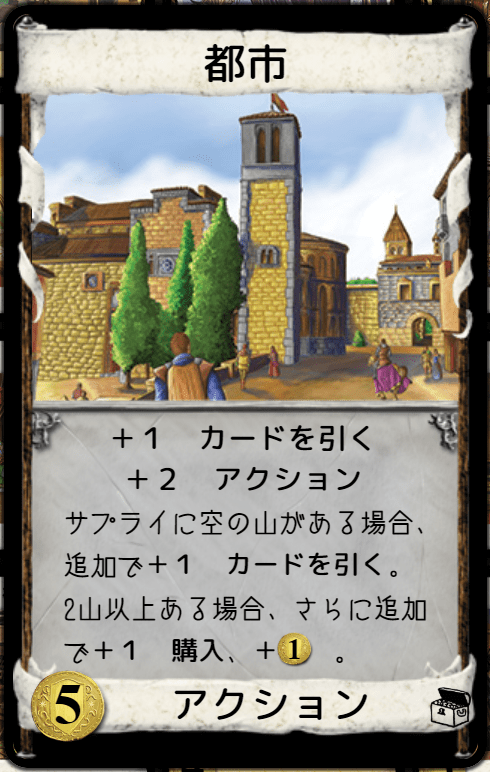 都市
＋１　カードを引く
＋２　アクション
サプライに空の山がある場合、
追加で＋１　カードを引く。
2山以上ある場合、さらに追加
で＋１　購入、＋1　。
5　アクション